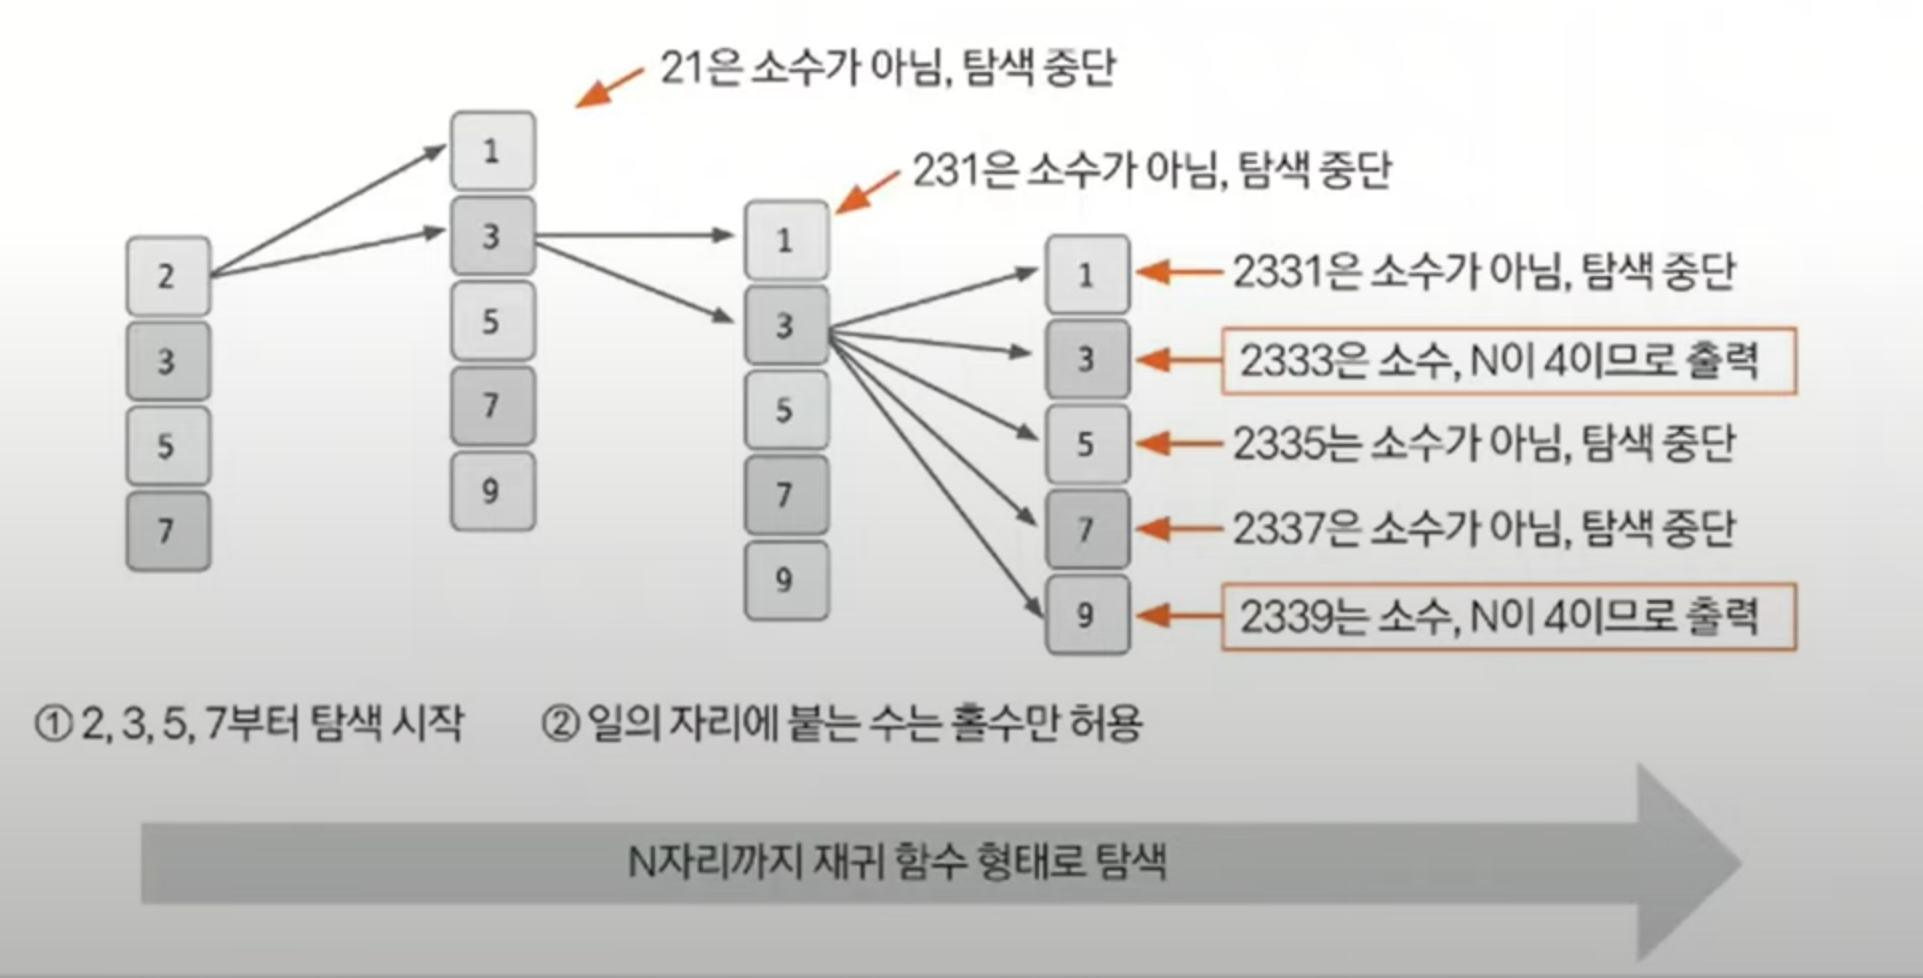 21은 소수가 아님, 탐색 중단
231은 소수가 아님, 탐색 중단
2
3
5
7
1
3
5
7
9
1
3
5
7
9
1
3
5
7
9
2331은 소수가 아님, 탐색 중단
2333은 소수, N이 4이므로 출력
2335는 소수가 아님, 탐색 중단
2337은 소수가 아님, 탐색 중단
2339는 소수, N이 4이므로 출력
① 2, 3, 5, 7부터 탐색 시작
② 일의 자리에 붙는 수는 홀수만 허용
N자리까지 재귀 함수 형태로 탐색